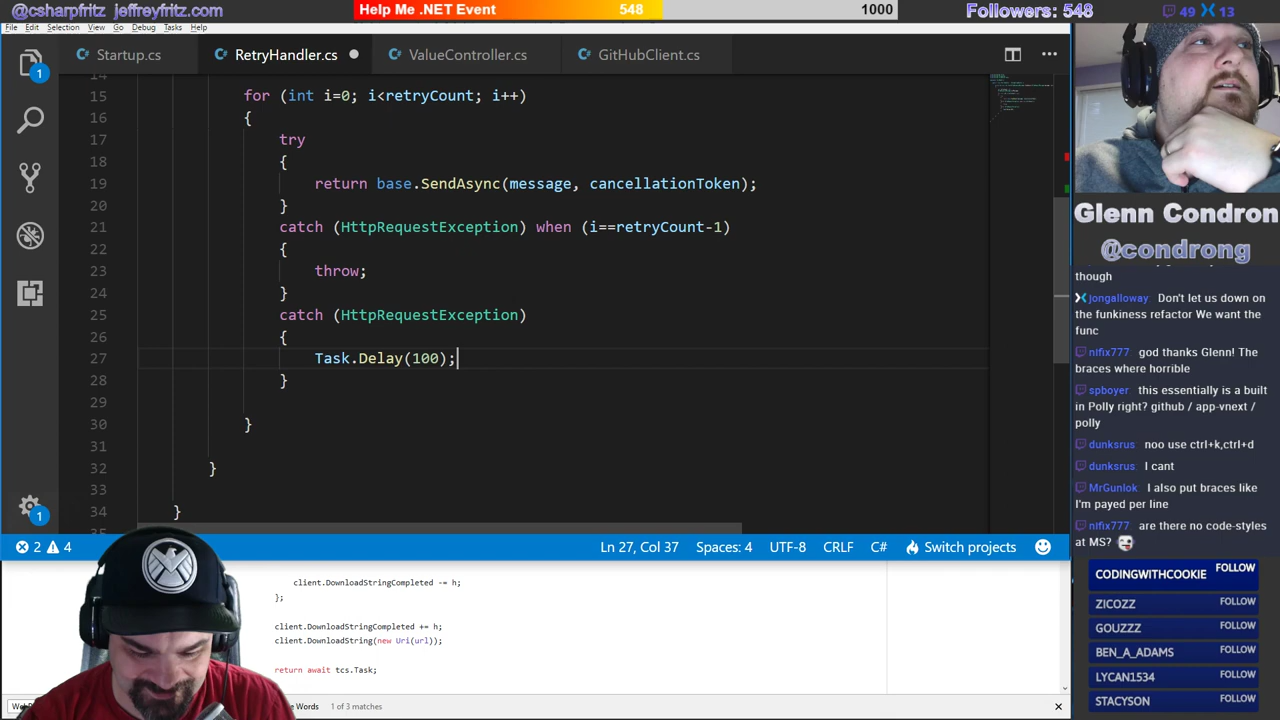 @csharpfritz jeffreyfritz.com
Help Me .NET Event 548 1000
Followers: 548
49 13
File Edit Selection View Go Debug Tasks Help
Startup.cs
RetryHandler.cs
ValueController.cs
GitHubClient.cs
14
15 for (int i=0; i<retryCount; i++)
16 {
17 try
18 {
19 return base.SendAsync(message, cancellationToken);
20 }
21 catch (HttpRequestException) when (i==retryCount-1)
22 {
23 throw;
24 }
25 catch (HttpRequestException)
26 {
27 Task.Delay(100);
28 }
29
30 }
31
32 }
33
34 }
35
1
1
2 4
Ln 27, Col 37 Spaces: 4 UTF-8 CRLF C# Switch projects
client.DownloadStringCompleted -= h;
};
client.DownloadStringCompleted += h;
client.DownloadString(new Uri(url));
return await tcs.Task;
e Words 1 of 3 matches
Glenn Condron
@condrong
though
jongalloway Don't let us down
on the funkiness refactor We want the
func
nifix777 god thanks Glenn! The
braces where horrible
spboyer this essentially is a built
in Polly right? github / app-vnext /
polly
dunksrus noo use ctrl+k,ctrl+d
dunksrus I cant
MrGunlok I also put braces like
I'm payed per line
nifix777 are there no code-styles
at MS?
CODINGWITHCOOKIE FOLLOW
ZICOZZ FOLLOW
GOUZZZ FOLLOW
BEN_A_ADAMS FOLLOW
LYCAN1534 FOLLOW
STACYSON FOLLOW